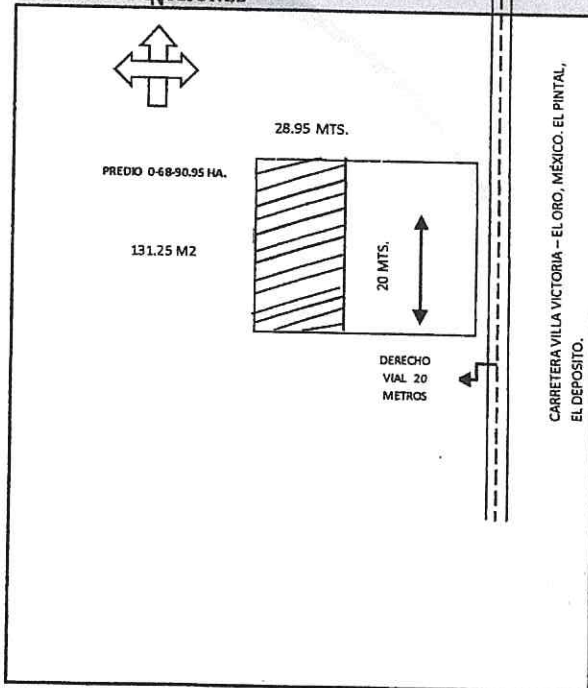 28.95 MTS.
PREDIO 0-68-90.95 HA.
131.25 M2
20 MTS.
DERECHO
VIAL 20
METROS
CARRETERA VILLA VICTORIA – EL ORO, MÉXICO. EL PINTAL,
EL DEPOSITO.